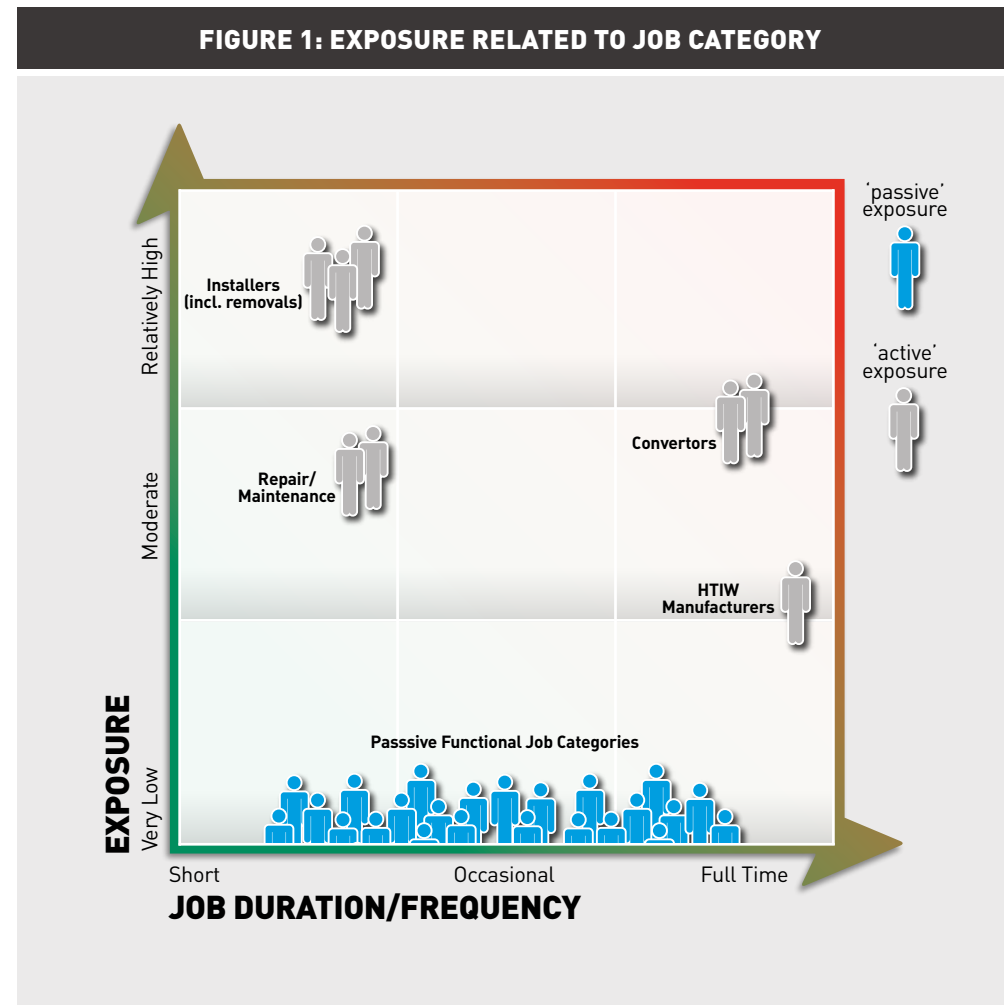 FIGURE 1: EXPOSURE RELATED TO JOB CATEGORY
'passive'
exposure
'active'
exposure
Relatively High
Moderate
Very Low
EXPOSURE
Installers
(incl. removals)
Convertors
Repair/
Maintenance
HTIW
Manufacturers
Passsive Functional Job Categories
Short
Occasional
Full Time
JOB DURATION/FREQUENCY